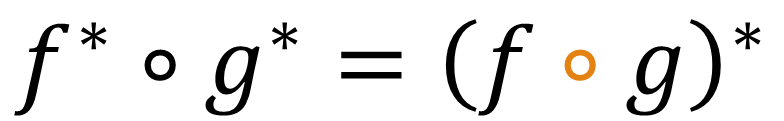 f* ∘ g* = (f ∘ g)*